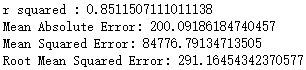 r squared : 0.8511507111011138
Mean Absolute Error: 200.09186184740457
Mean Squared Error: 84776.79134713505
Root Mean Squared Error: 291.16454342370577